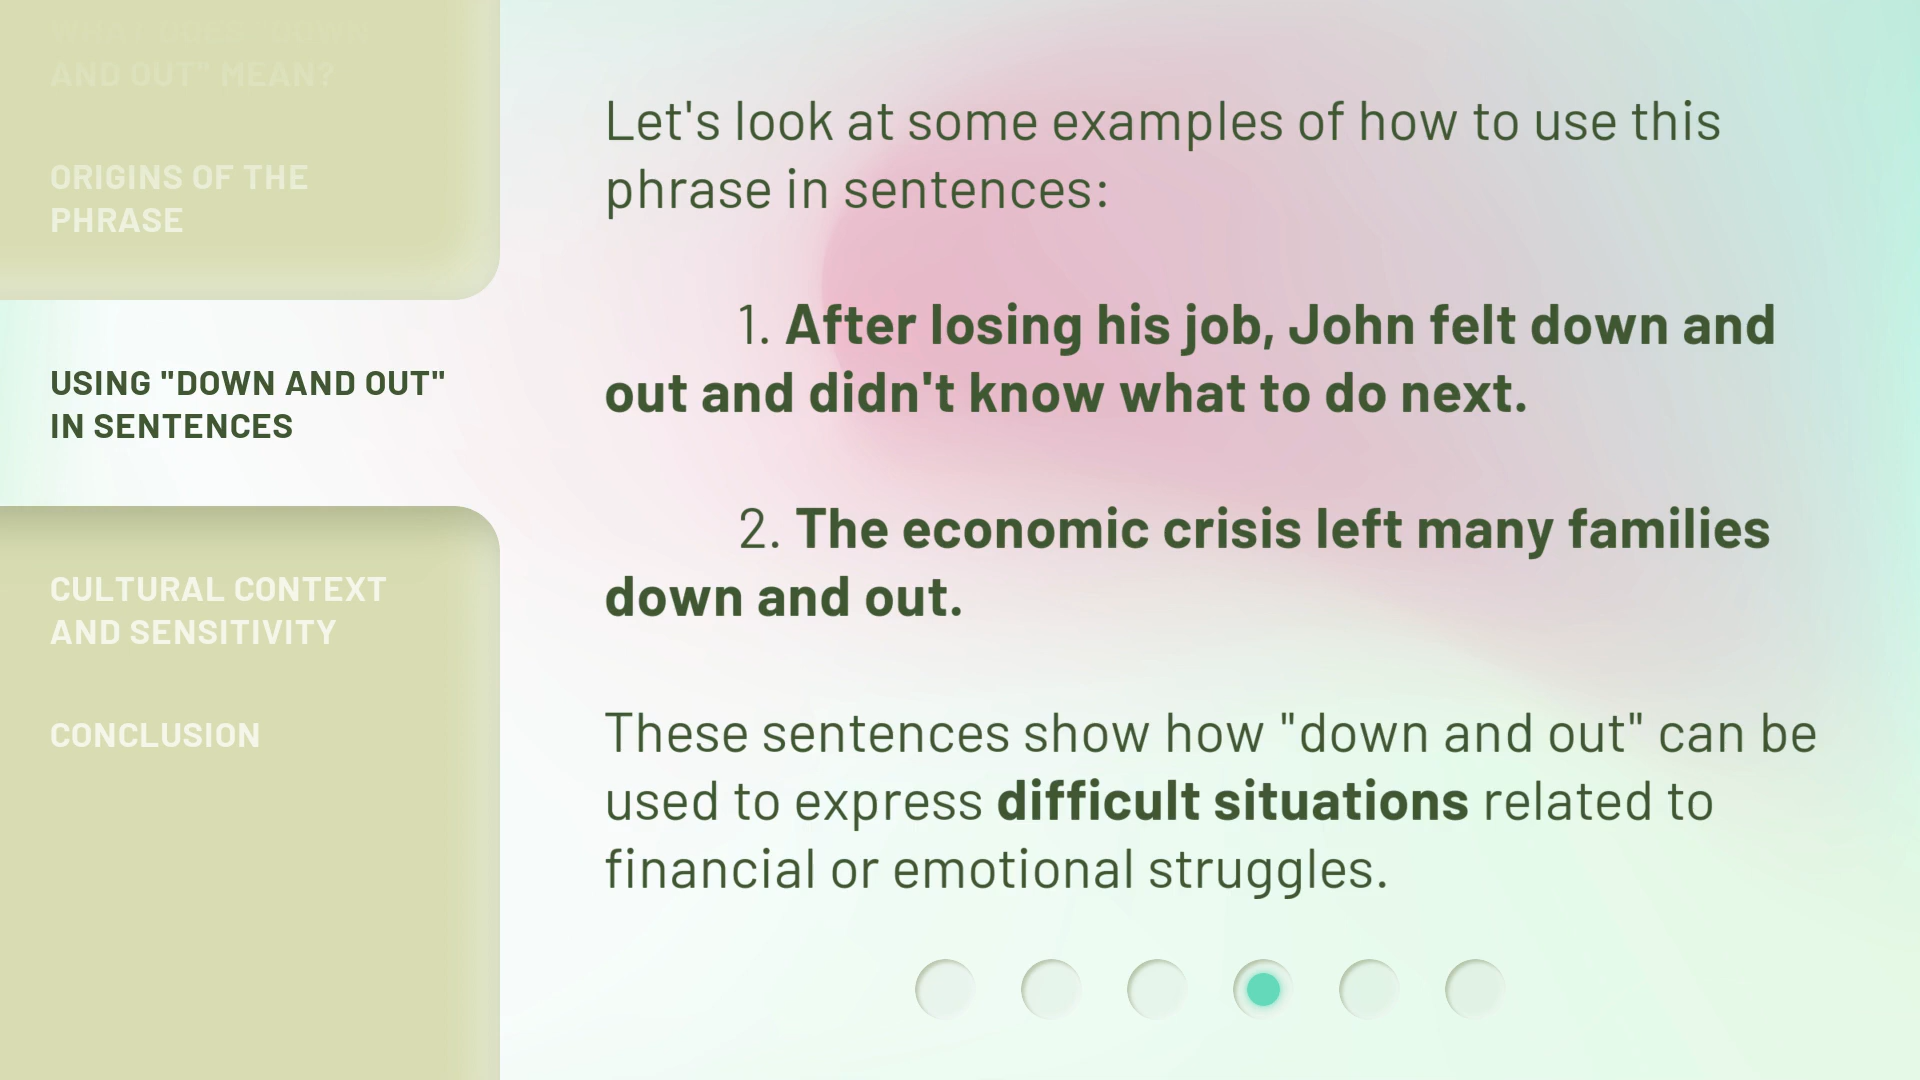 WHAT DOES "DOWN
AND OUT" MEAN?
ORIGINS OF THE
PHRASE
USING "DOWN AND OUT"
IN SENTENCES
CULTURAL CONTEXT
AND SENSITIVITY
CONCLUSION
Let's look at some examples of how to use this
phrase in sentences:
1. After losing his job, John felt down and
out and didn't know what to do next.
2. The economic crisis left many families
down and out.
These sentences show how "down and out" can be
used to express difficult situations related to
financial or emotional struggles.